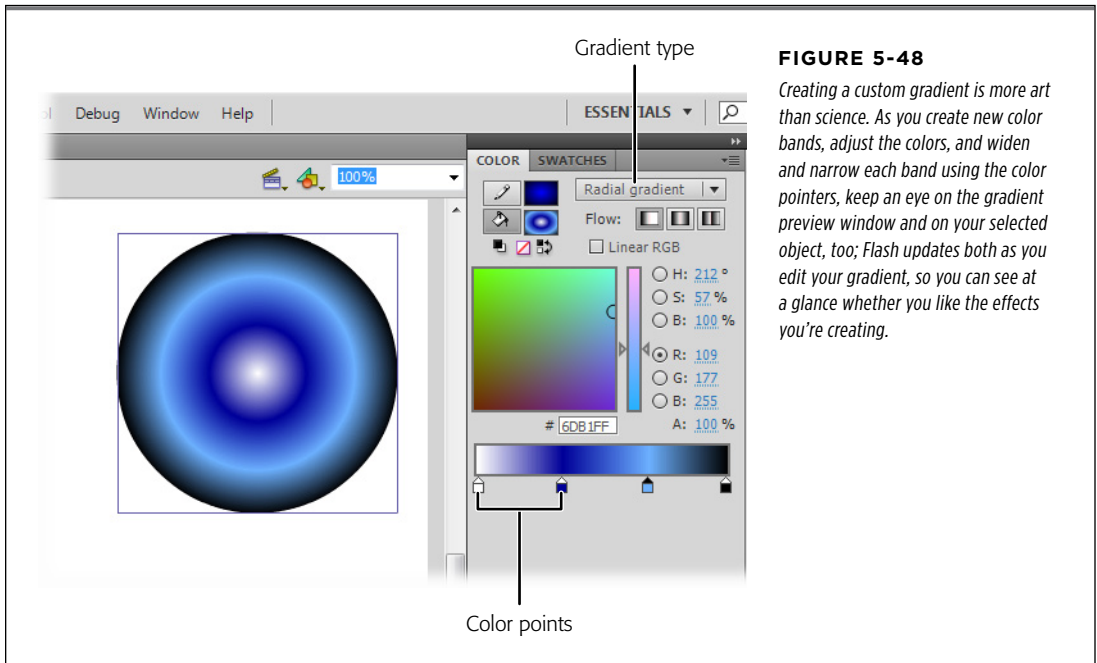 Gradient type
FIGURE 5-48
Creating a custom gradient is more art
than science. As you create new color
bands, adjust the colors, and widen
and narrow each band using the color
pointers, keep an eye on the gradient
preview window and on your selected
object, too; Flash updates both as you
edit your gradient, so you can see at
a glance whether you like the effects
you're creating.
Debug Window Help
ESSENTIALS
100%
COLOR SWATCHES
Radial gradient
Flow:
Linear RGB
H: 212 °
S: 57 %
B: 100 %
R: 109
G: 177
B: 255
# 6DB1FF A: 100 %
Color points